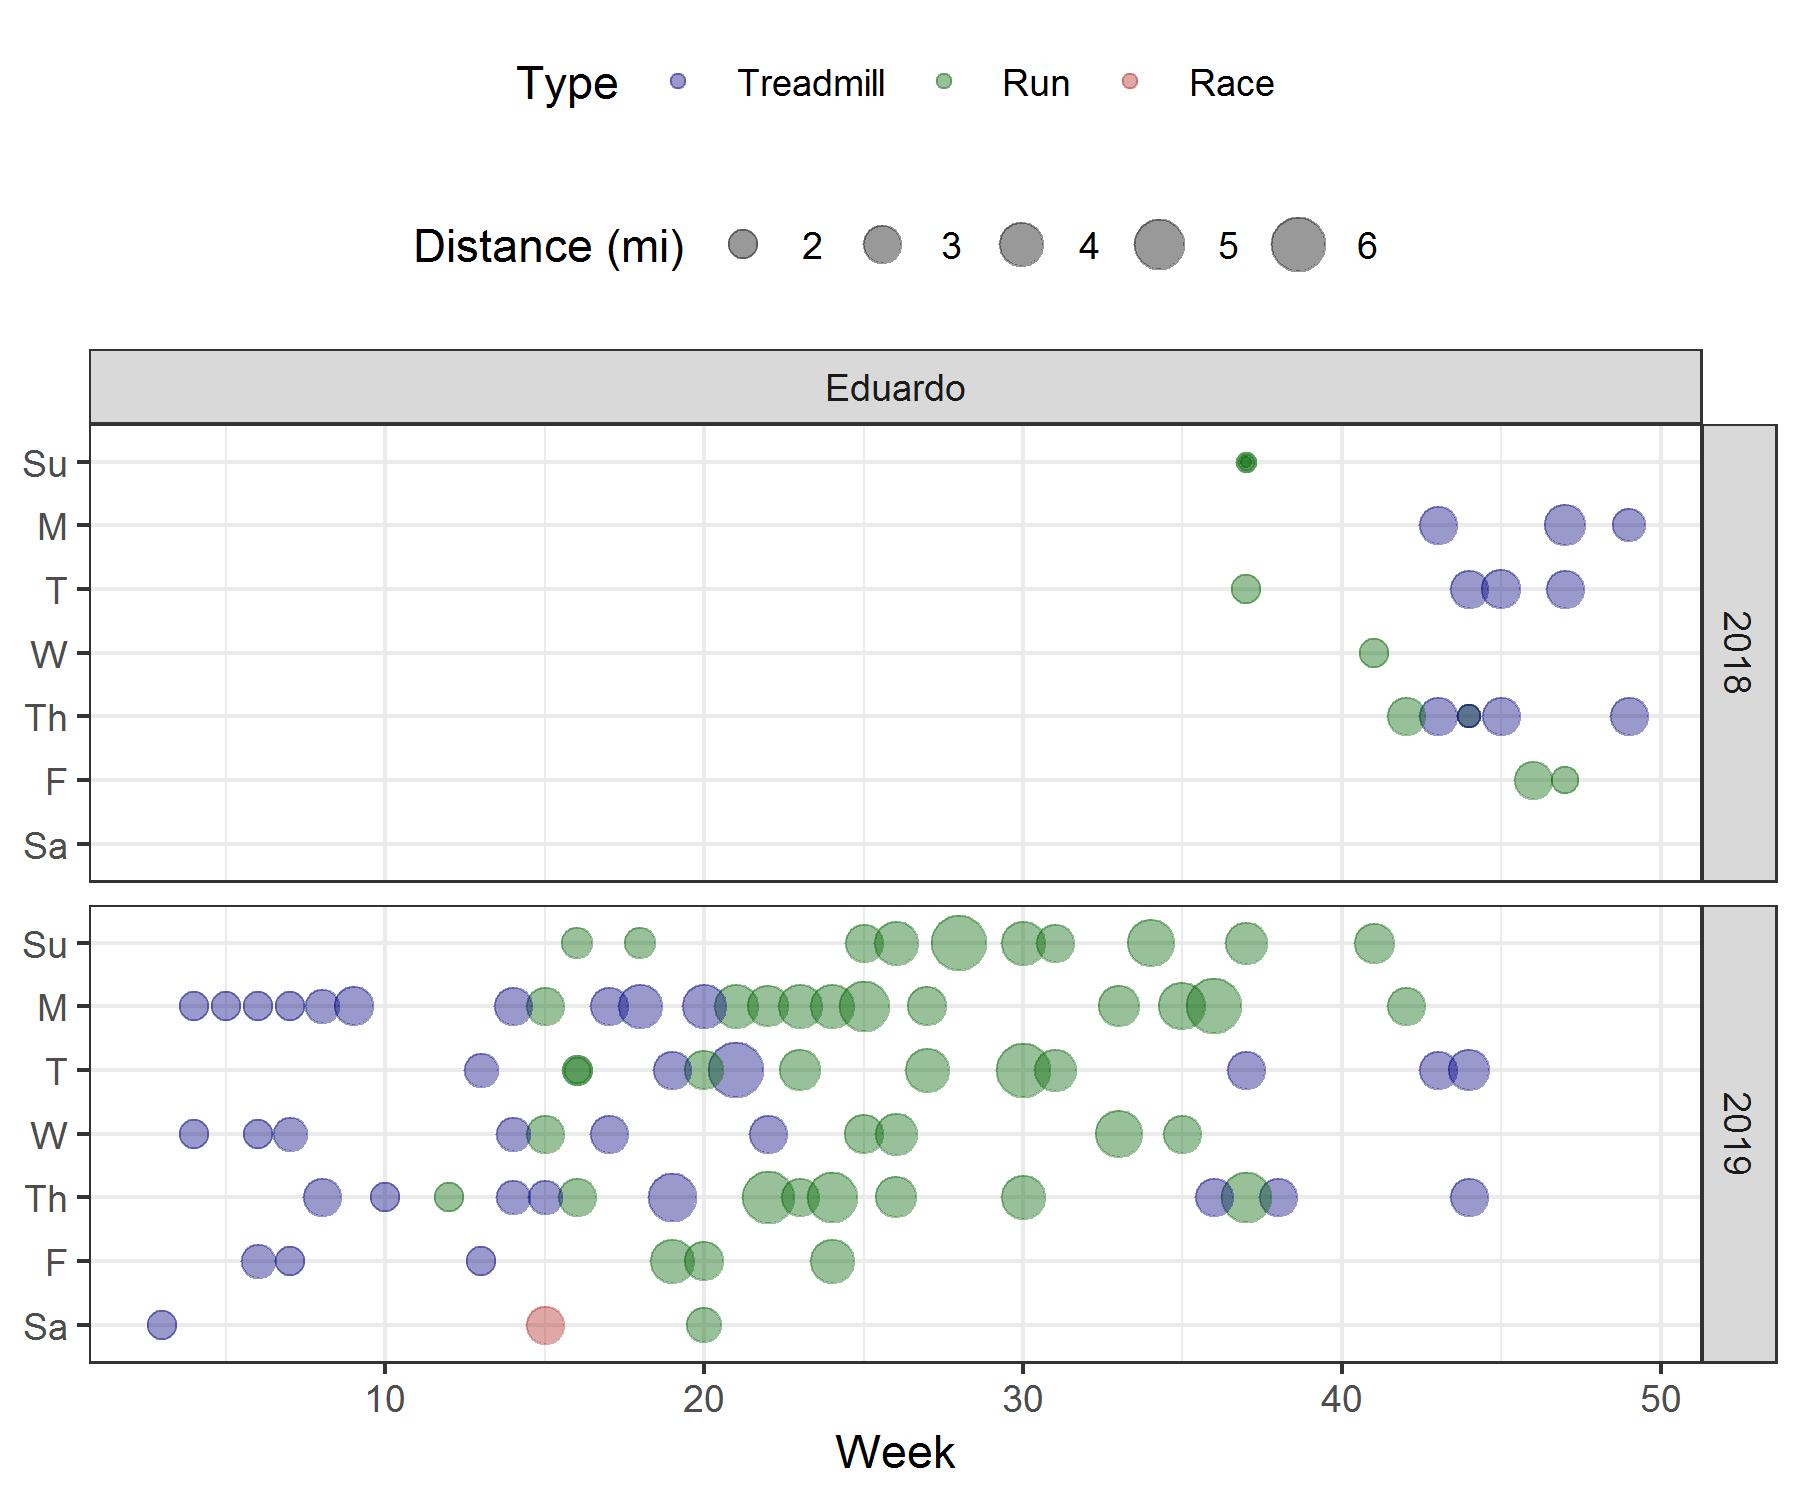 Type Treadmill Run Race
Distance (mi) 2 3 4 5 6
Eduardo
Su
M
T
W
Th
F
Sa
2018
Su
M
T
W
Th
F
Sa
2019
10 20 30 40 50
Week